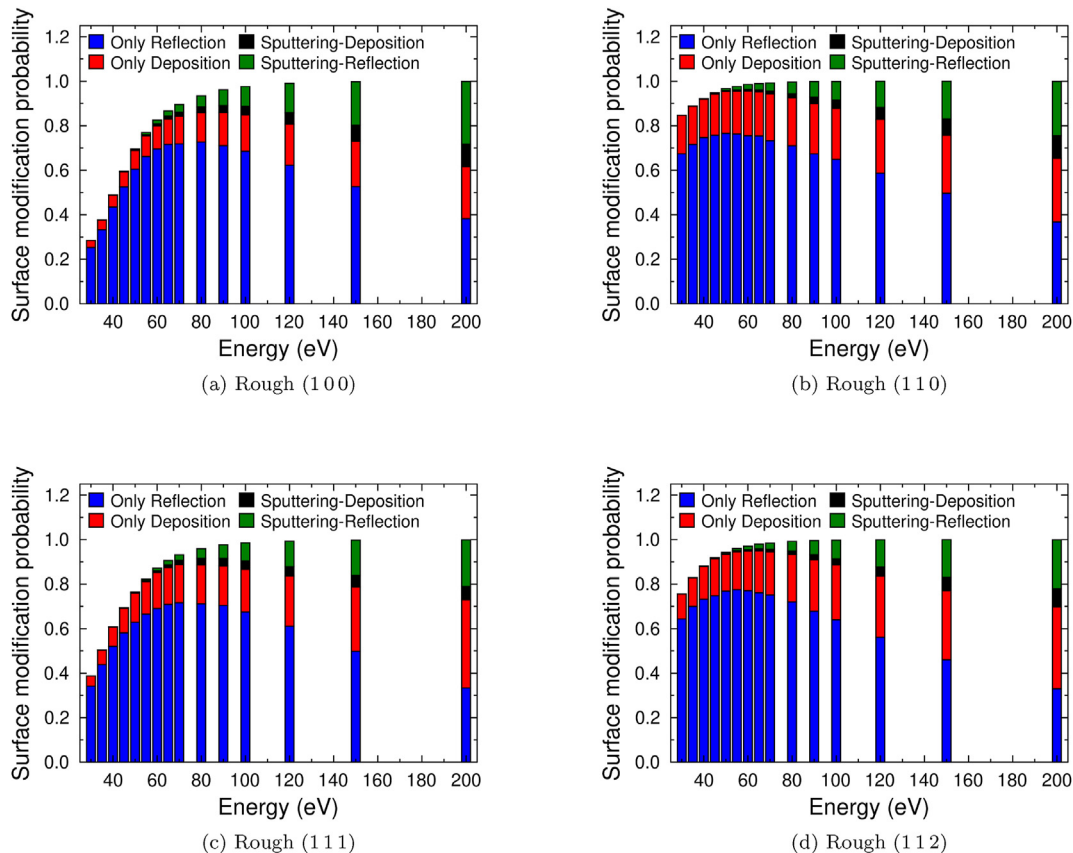 Surface modification probability
1.2
1.0
0.8
0.6
0.4
0.2
0.0
Only Reflection
Only Deposition
Sputtering-Deposition
Sputtering-Reflection
40 60 80 100 120 140 160 180 200
Energy (eV)
(a) Rough (1 0 0)
Surface modification probability
1.2
1.0
0.8
0.6
0.4
0.2
0.0
Only Reflection
Only Deposition
Sputtering-Deposition
Sputtering-Reflection
40 60 80 100 120 140 160 180 200
Energy (eV)
(b) Rough (1 1 0)
Surface modification probability
1.2
1.0
0.8
0.6
0.4
0.2
0.0
Only Reflection
Only Deposition
Sputtering-Deposition
Sputtering-Reflection
40 60 80 100 120 140 160 180 200
Energy (eV)
(c) Rough (1 1 1)
Surface modification probability
1.2
1.0
0.8
0.6
0.4
0.2
0.0
Only Reflection
Only Deposition
Sputtering-Deposition
Sputtering-Reflection
40 60 80 100 120 140 160 180 200
Energy (eV)
(d) Rough (1 1 2)